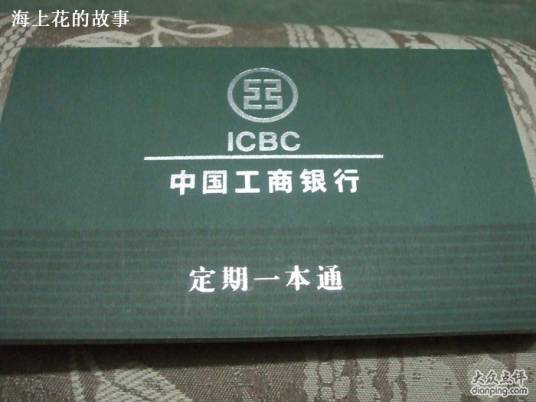 海上花的故事
ICBC
中国工商银行
定期一本通
大众点评
dianping.com